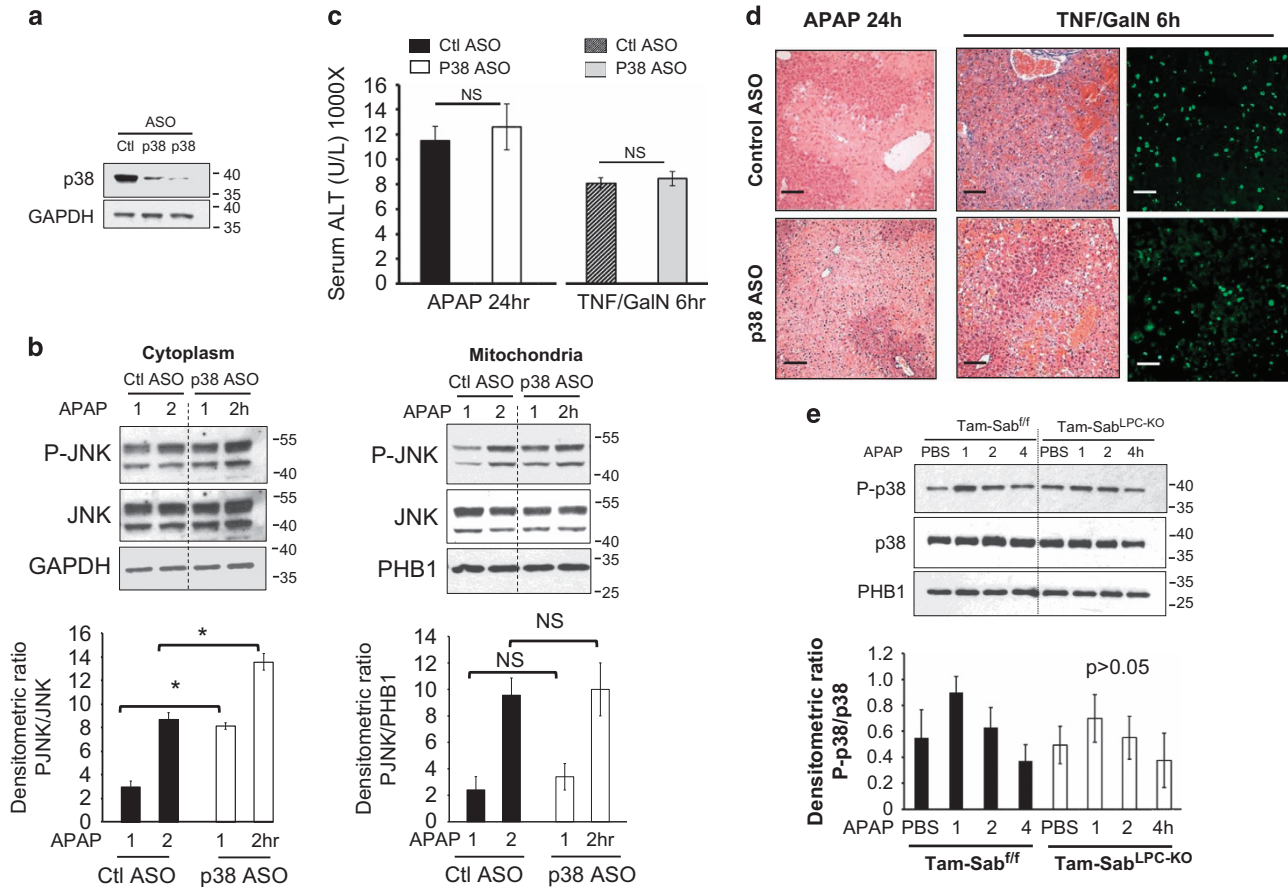 a
ASO
Ctl p38 p38
p38
40
35
GAPDH
40
35
b
Cytoplasm
Ctl ASO p38 ASO
APAP 1 2 1 2h
P-JNK
55
40
JNK
55
40
GAPDH
40
35
Densitometric ratio
PJNK/JNK
16
14
12
10
8
6
4
2
0
*
*
APAP 1 2 1 2hr
Ctl ASO p38 ASO
Mitochondria
Ctl ASO p38 ASO
APAP 1 2 1 2h
P-JNK
55
40
JNK
55
40
PHB1
35
25
Densitometric ratio
PJNK/PHB1
14
12
10
8
6
4
2
0
NS
NS
APAP 1 2 1 2hr
Ctl ASO p38 ASO
c
Ctl ASO
P38 ASO
Ctl ASO
P38 ASO
Serum ALT (U/L) 1000X
16
14
12
10
8
6
4
2
0
NS
NS
APAP 24hr
TNF/GalN 6hr
d
APAP 24h
TNF/GalN 6h
Control ASO
p38 ASO
e
Tam-Sabf/f Tam-SabLPC-KO
APAP PBS 1 2 4 PBS 1 2 4h
P-p38
40
p38
40
35
PHB1
35
25
Densitometric ratio
P-p38/p38
1.2
1.0
0.8
0.6
0.4
0.2
0
p>0.05
APAP PBS 1 2 4 PBS 1 2 4h
Tam-Sabf/f Tam-SabLPC-KO